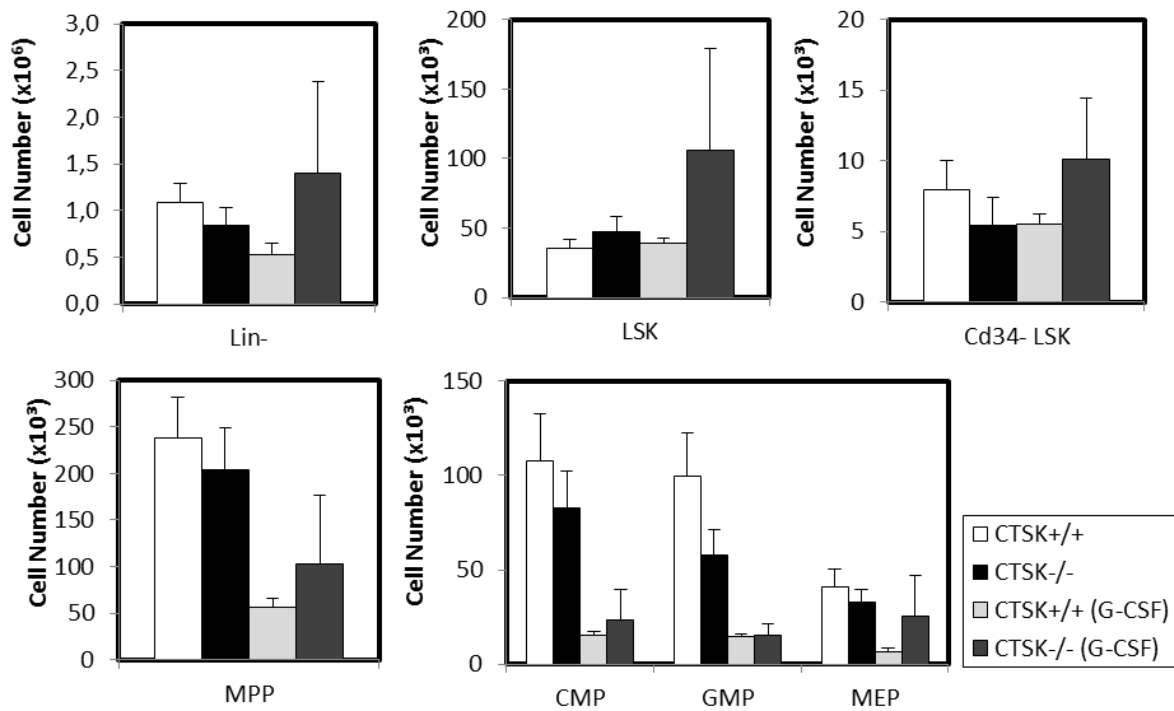 Cell Number (x10⁶)
3,0
2,5
2,0
1,5
1,0
0,5
0,0
Lin-
Cell Number (x10³)
200
150
100
50
0
LSK
Cell Number (x10³)
20
15
10
5
0
Cd34- LSK
Cell Number (x10³)
300
250
200
150
100
50
0
MPP
Cell Number (x10³)
150
100
50
0
CMP GMP MEP
CTSK+/+
CTSK-/-
CTSK+/+ (G-CSF)
CTSK-/- (G-CSF)